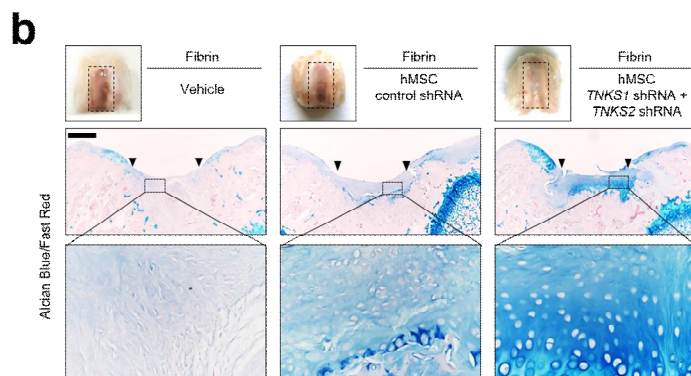 b
Fibrin
Vehicle
Fibrin
hMSC
control shRNA
Fibrin
hMSC
TNKS1 shRNA +
TNKS2 shRNA
Alcian Blue/Fast Red